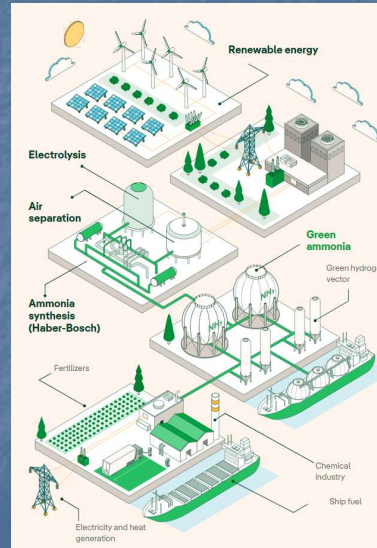 Renewable energy
Electrolysis
Air
separation
Green
ammonia
Green hydrogen
vector
NH₃
NH₃
Ammonia
synthesis
(Haber-Bosch)
Fertilizers
Chemical
industry
Ship fuel
Electricity and heat
generation